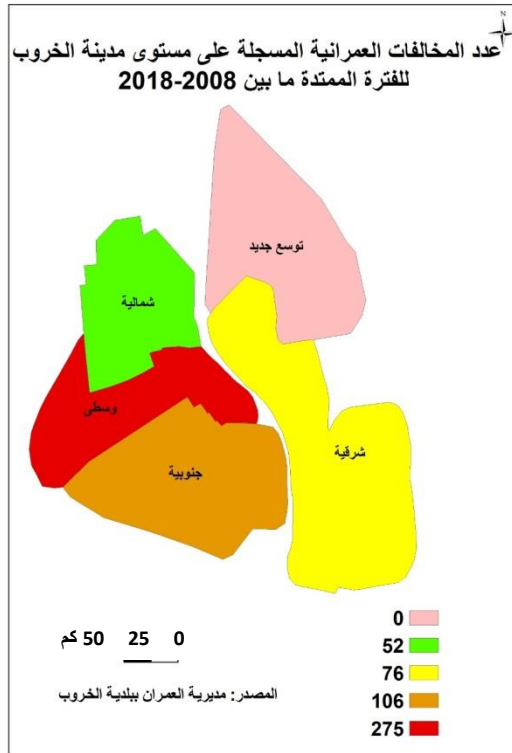 N
عدد المخالفات العمرانية المسجلة على مستوى مدينة الخروب
للفترة الممتدة ما بين 2008-2018
توسع جديد
شمالية
وسطى
شرقية
جنوبية
0 25 50 كم
المصدر: مديرية العمران ببلدية الخروب
0
52
76
106
275